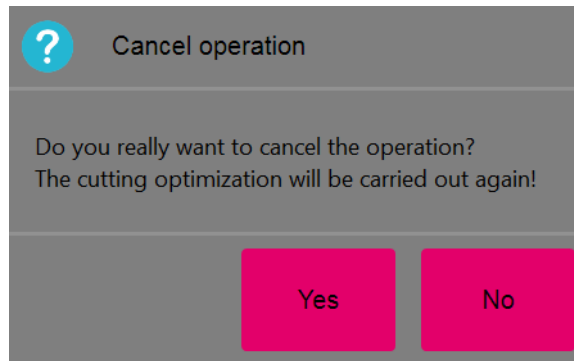 ?
Cancel operation
Do you really want to cancel the operation?
The cutting optimization will be carried out again!
Yes
No